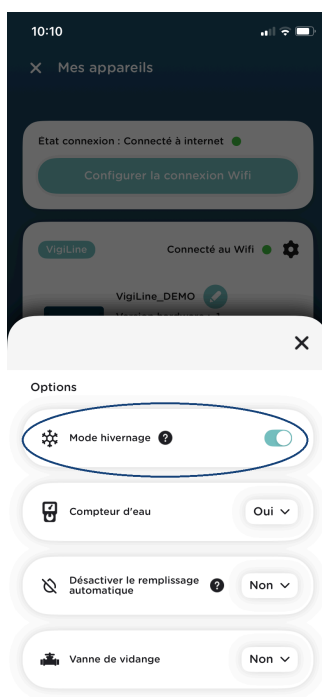 10:10
Mes appareils
Etat connexion : Connecté à internet
Configurer la connexion Wifi
VigiLine
Connecté au Wifi
VigiLine_DEMO
Options
Mode hivernage ?
Compteur d'eau
Oui
Désactiver le remplissage
automatique ?
Non
Vanne de vidange
Non